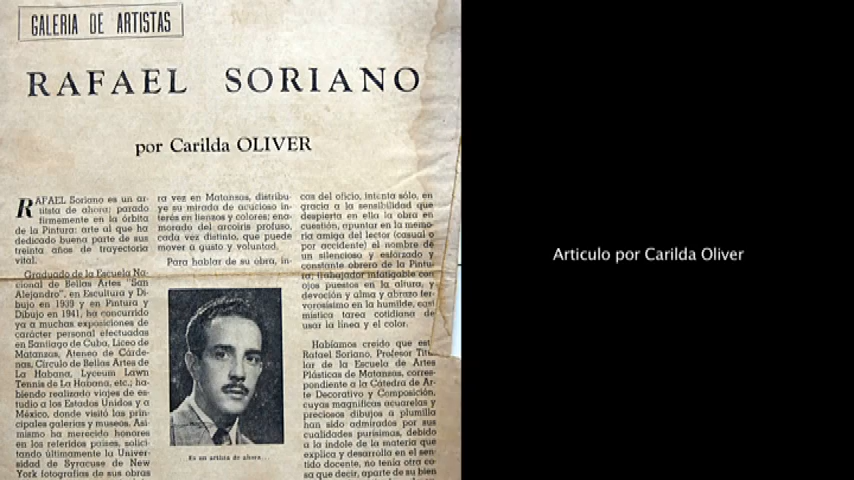 GALERIA DE ARTISTAS
RAFAEL SORIANO
por Carilda OLIVER
RAFAEL Soriano es un ar-
tista de ahora; parado
firmemente en la órbita
de la Pintura: arte al que ha
dedicado buena parte de sus
treinta años de trayectoria
vital.
Graduado de la Escuela Na-
cional de Bellas Artes "San
Alejandro", en Escultura y Di-
bujo en 1939 y en Pintura y
Dibujo en 1941, ha concurrido
ya a muchas exposiciones de
carácter personal efectuadas
en Santiago de Cuba, Liceo de
Matanzas, Ateneo de Cárde-
nas, Círculo de Bellas Artes de
La Habana, Lyceum Lawn
Tennis de La Habana, etc.; ha-
biendo realizado viajes de es-
tudio a los Estados Unidos y a
México, donde visitó las prin-
cipales galerías y museos. Asi-
mismo ha merecido honores
en los referidos países, solici-
tando últimamente la Univer-
sidad de Syracuse de New
York fotografías de sus obras
ra vez en Matanzas, distribu-
ye su mirada de acucioso in-
terés en lienzos y colores; ena-
morado del arcoiris profuso,
cada vez distinto, que puede
mover a gusto y voluntad.
Para hablar de su obra, in-
Es un artista de ahora...
cas del oficio, intenta sólo, en
gracia a la sensibilidad que
despierta en ella la obra en
cuestión, apuntar en la memo-
ria amiga del lector (casual o
por accidente) el nombre de
un silencioso y esforzado y
constante obrero de la Pintu-
ra; trabajador infatigable con
ojos puestos en la altura, y
devoción y alma y abrazo fer-
vorosísimo en la humilde, casi
mística tarea cotidiana de
usar la línea y el color.
Habíamos creído que est
Rafael Soriano, Profesor Titu-
lar de la Escuela de Artes
Plásticas de Matanzas, corres-
pondiente a la Cátedra de Ar-
te Decorativo y Composición,
cuyas magníficas acuarelas y
preciosos dibujos a plumilla
han sido admirados por sus
cualidades purísimas, debido
a la índole de la materia que
explica y desarrolla en el sen-
tido docente, no tenía otra co-
sa que decir, aparte de su bien
Articulo por Carilda Oliver